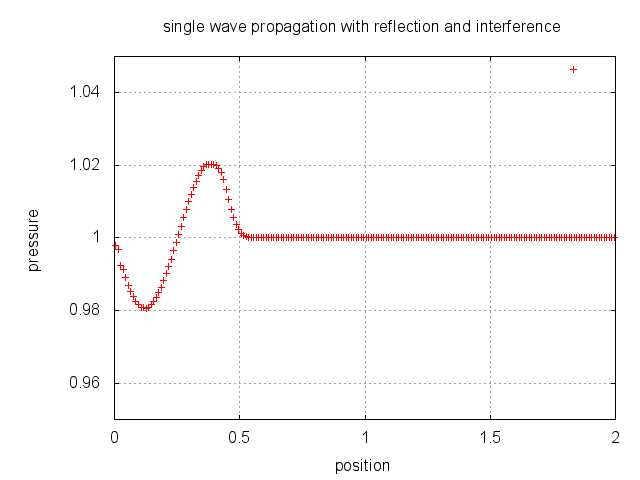 single wave propagation with reflection and interference
1.04
1.02
1
0.98
0.96
pressure
0 0.5 1 1.5 2
position